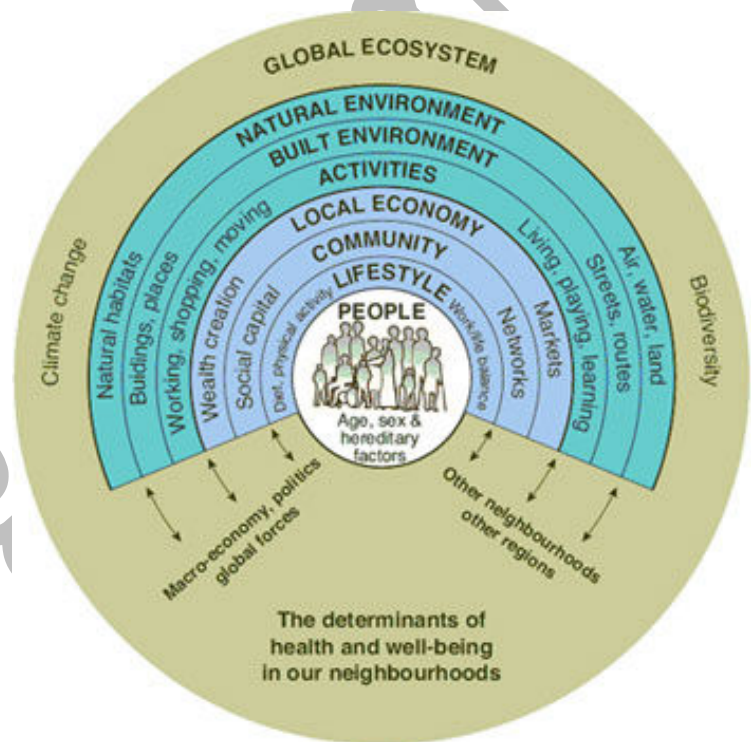 GLOBAL ECOSYSTEM
NATURAL ENVIRONMENT
BUILT ENVIRONMENT
ACTIVITIES
LOCAL ECONOMY
COMMUNITY
LIFESTYLE
Climate change
Natural habitats
Buidings, places
Working, shopping, moving
Wealth creation
Social capital
Diet, physical activity
PEOPLE
Age, sex &
hereditary
factors
Work/life balance
Networks
Markets
Living, playing, learning
Streets, routes
Air, water, land
Biodiversity
Macro-economy, politics
global forces
Other neighbourhoods
other regions
The determinants of
health and well-being
in our neighbourhoods